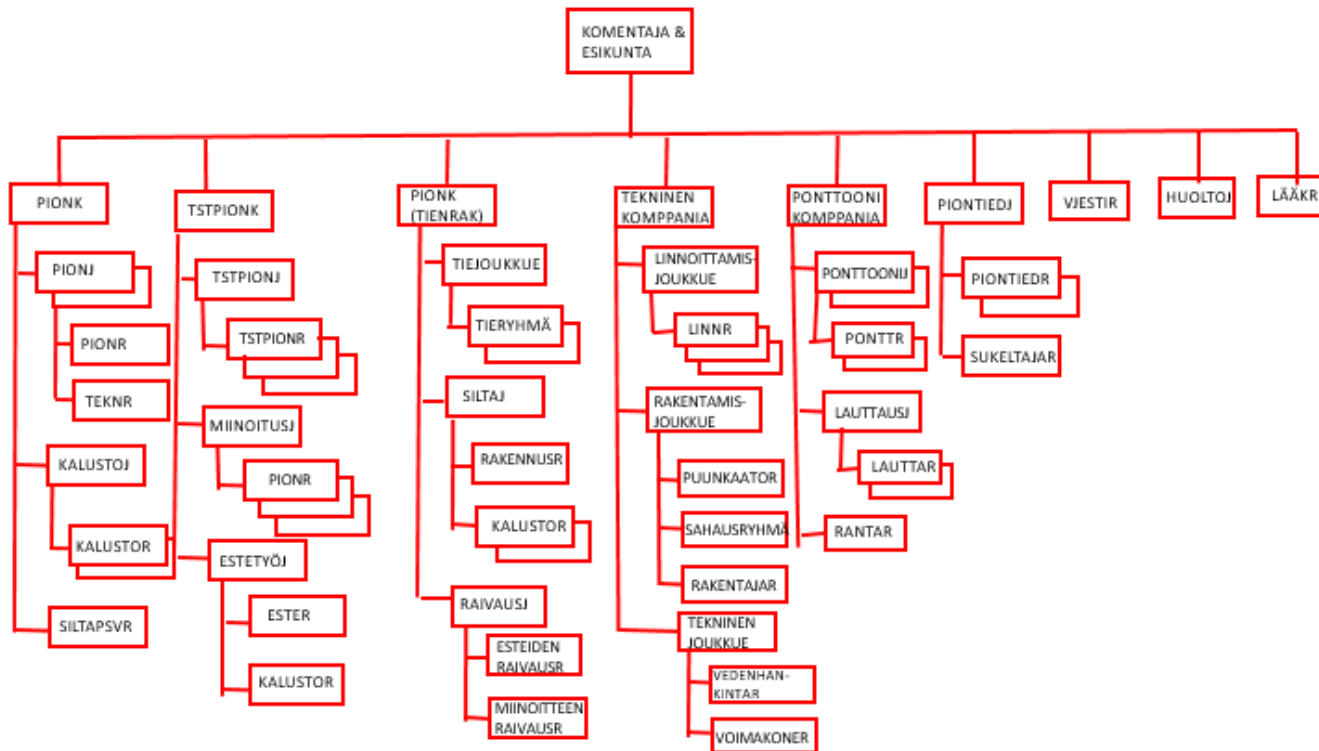 KOMENTAJA &
ESIKUNTA
PIONK
PIONJ
PIONR
TEKNR
KALUSTOJ
KALUSTOR
SILTAPSVR
TSTPIONK
TSTPIONJ
TSTPIONR
MIINOITUSJ
PIONR
ESTETYÖJ
ESTER
KALUSTOR
PIONK
(TIENRAK)
TIEJOUKKUE
TIERYHMÄ
SILTAJ
RAKENNUSR
KALUSTOR
RAIVAUSJ
ESTEIDEN
RAIVAUSR
MIINOITTEEN
RAIVAUSR
TEKNINEN
KOMPPANIA
LINNOITTAMIS-
JOUKKUE
LINNR
RAKENTAMIS-
JOUKKUE
PUUNKAATOR
SAHAUSRYHMÄ
RAKENTAJAR
TEKNINEN
JOUKKUE
VEDENHAN-
KINTAR
VOIMAKONER
PONTTOONI
KOMPPANIA
PONTTOONIJ
PONTTR
LAUTTAUSJ
LAUTTAR
RANTAR
PIONTIEDJ
PIONTIEDR
SUKELTAJAR
VJESTIR
HUOLTOJ
LÄÄKR